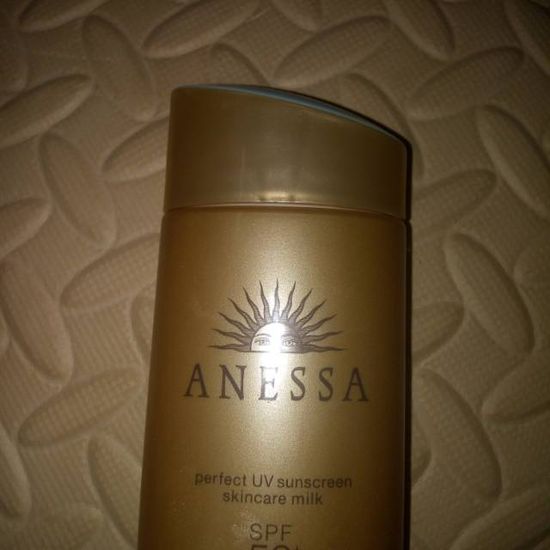 ANESSA
perfect UV sunscreen
skincare milk
SPF